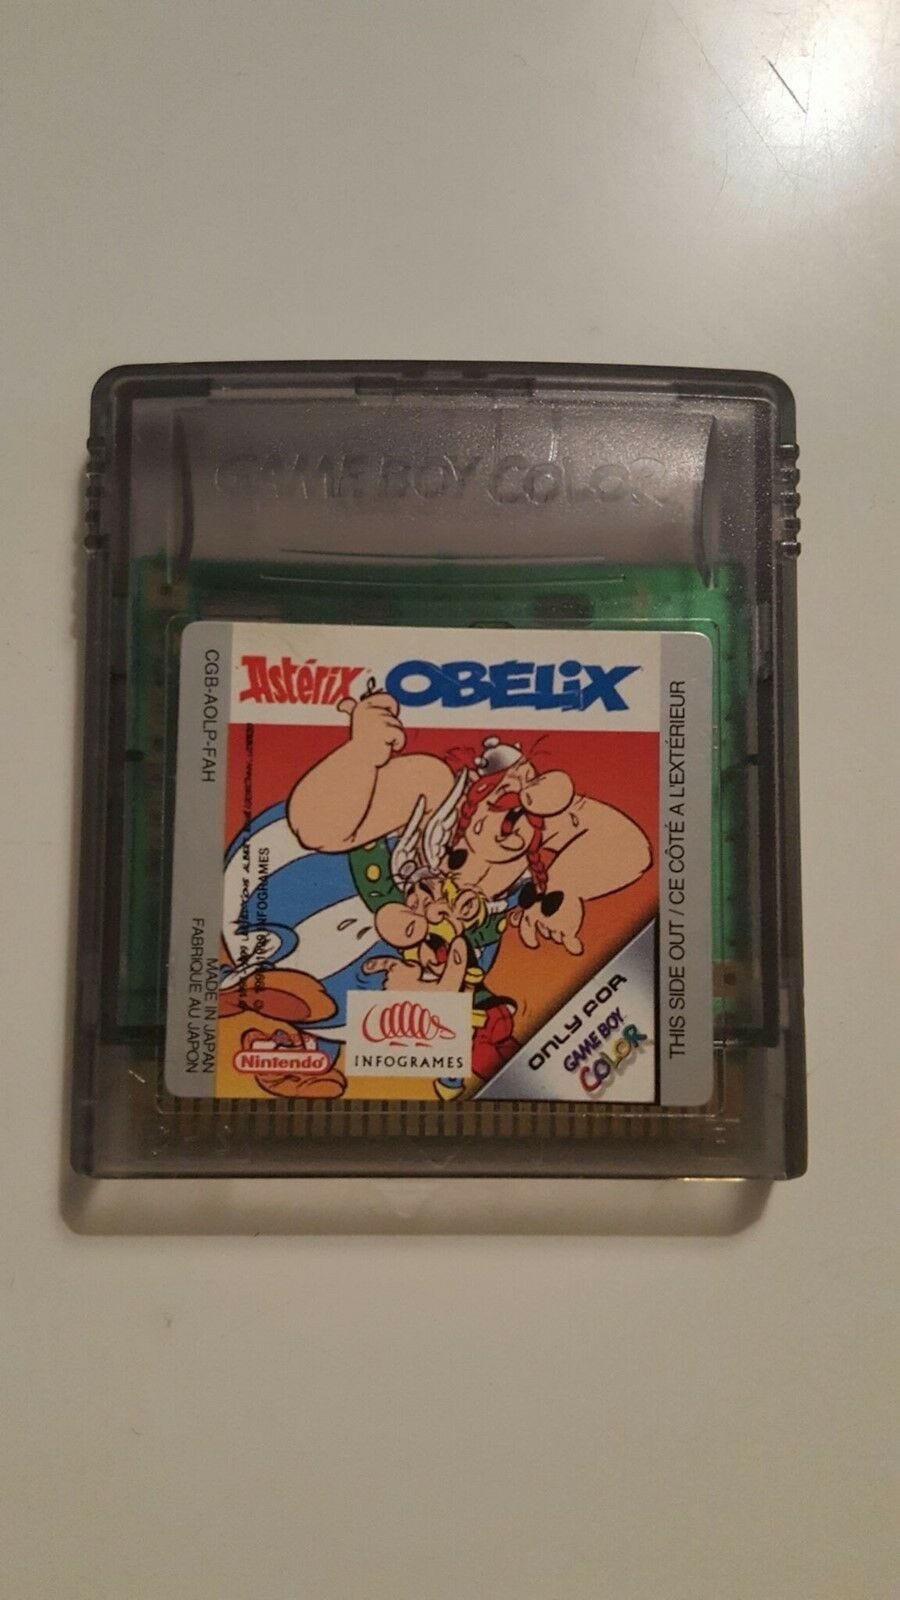 GAME BOY COLOR
Astérix OBELiX
CGB-AOLP-FAH
MADE IN JAPAN
FABRIQUE AU JAPON
INFOGRAMES
Nintendo
INFOGRAMES
ONLY FOR
GAME BOY
COLOR
THIS SIDE OUT / CE CÔTÉ A L'EXTÉRIEUR